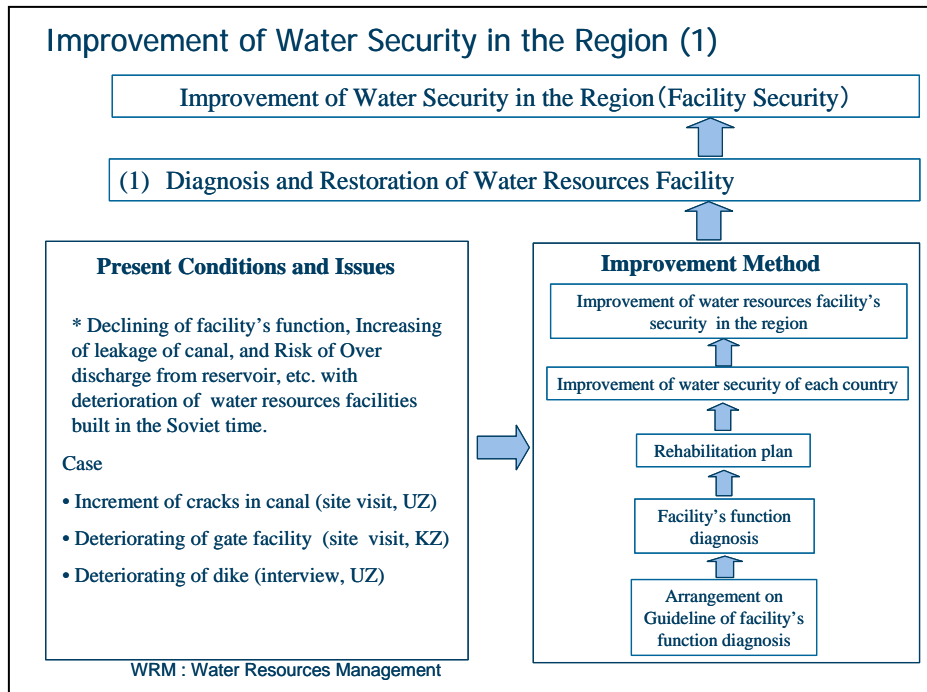 Improvement of Water Security in the Region (1)
Improvement of Water Security in the Region(Facility Security)
(1) Diagnosis and Restoration of Water Resources Facility
Present Conditions and Issues
* Declining of facility's function, Increasing
of leakage of canal, and Risk of Over
discharge from reservoir, etc. with
deterioration of water resources facilities
built in the Soviet time.
Case
• Increment of cracks in canal (site visit, UZ)
• Deteriorating of gate facility (site visit, KZ)
• Deteriorating of dike (interview, UZ)
Improvement Method
Improvement of water resources facility's
security in the region
Improvement of water security of each country
Rehabilitation plan
Facility's function
diagnosis
Arrangement on
Guideline of facility's
function diagnosis
WRM : Water Resources Management